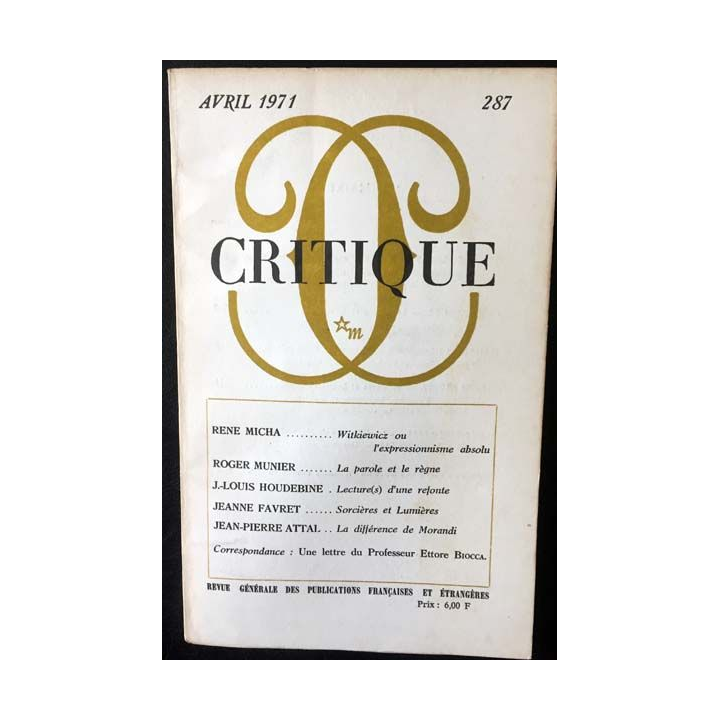 AVRIL 1971 287
CRITIQUE
m
RENE MICHA .......... Witkiewicz ou
l'expressionnisme absolu
ROGER MUNIER ....... La parole et le règne
J.-LOUIS HOUDEBINE . Lecture(s) d'une refonte
JEANNE FAVRET ...... Sorcières et Lumières
JEAN-PIERRE ATTAL .. La différence de Morandi
Correspondance : Une lettre du Professeur Ettore BIOCCA.
REVUE GÉNÉRALE DES PUBLICATIONS FRANÇAISES ET ÉTRANGÈRES
Prix : 6,00 F